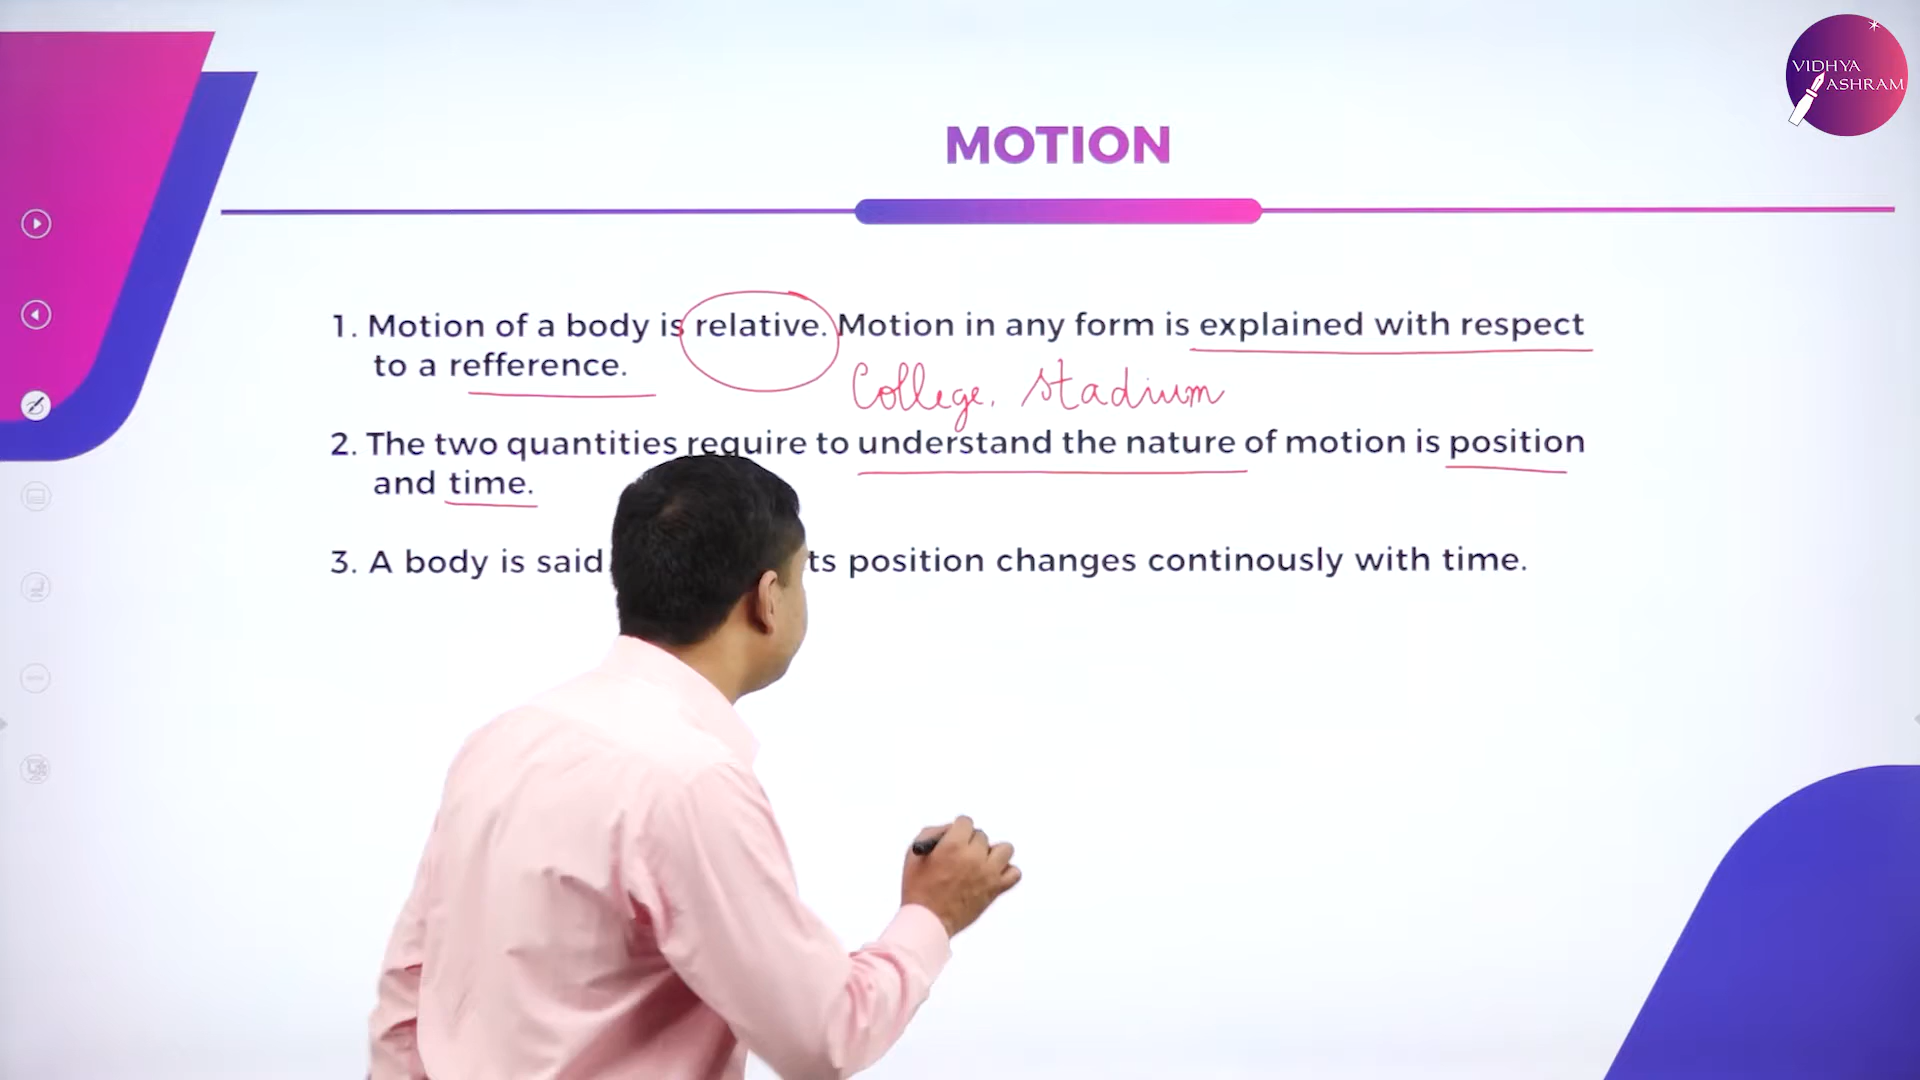 VIDHYA
ASHRAM
MOTION
1. Motion of a body is relative. Motion in any form is explained with respect
to a refference.
College, Stadium
2. The two quantities require to understand the nature of motion is position
and time.
3. A body is said ts position changes continously with time.